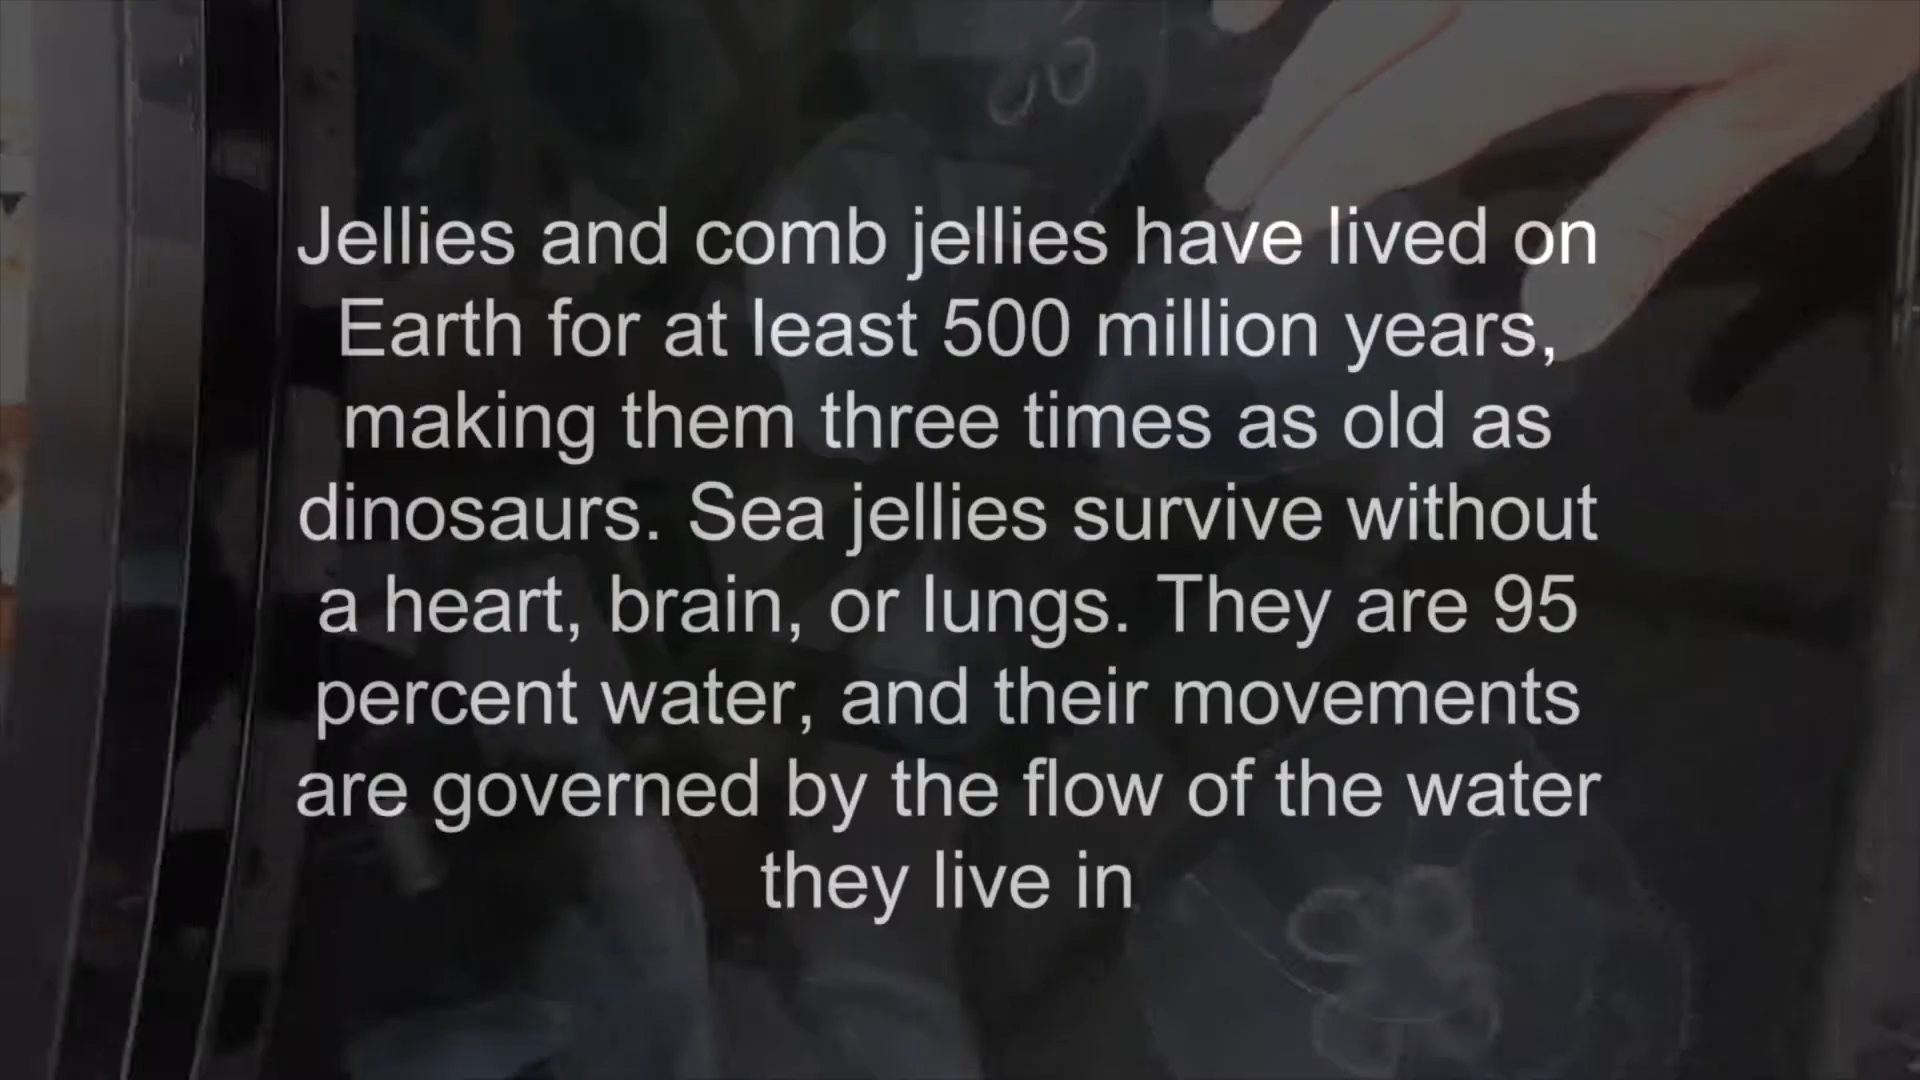 Jellies and comb jellies have lived on
Earth for at least 500 million years,
making them three times as old as
dinosaurs. Sea jellies survive without
a heart, brain, or lungs. They are 95
percent water, and their movements
are governed by the flow of the water
they live in